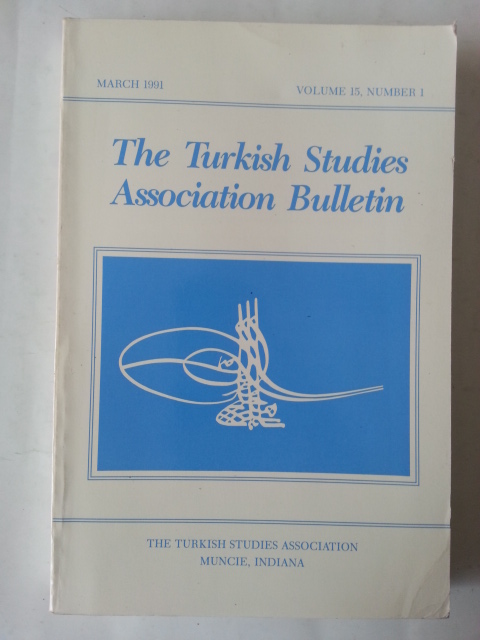 MARCH 1991
VOLUME 15, NUMBER 1
The Turkish Studies
Association Bulletin
THE TURKISH STUDIES ASSOCIATION
MUNCIE, INDIANA